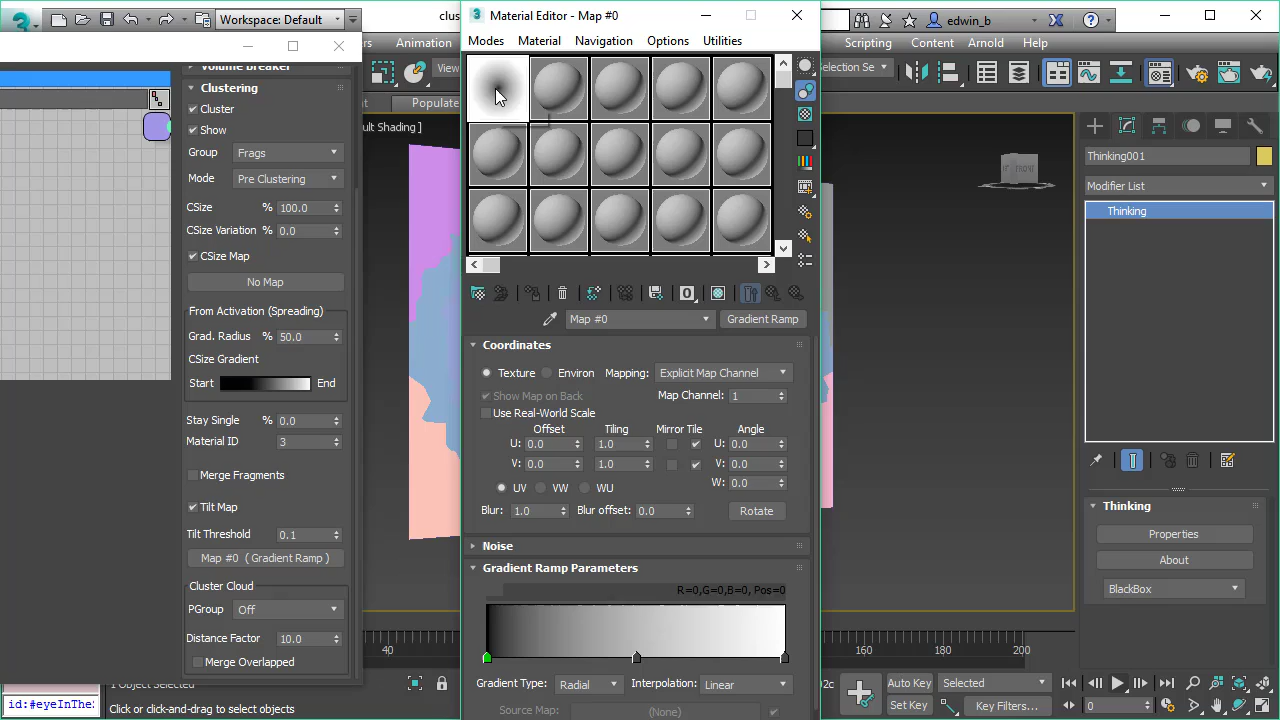 Workspace: Default
clus
Material Editor - Map #0
edwin_b
Modes Material Navigation Options Utilities
Animation
Scripting Content Arnold Help
View
Selection Se
Populate
ult Shading ]
Clustering
Cluster
Show
Group Frags
Mode Pre Clustering
CSize % 100.0
CSize Variation % 0.0
CSize Map
No Map
From Activation (Spreading)
Grad. Radius % 50.0
CSize Gradient
Start End
Stay Single % 0.0
Material ID 3
Merge Fragments
Tilt Map
Tilt Threshold 0.1
Map #0 ( Gradient Ramp )
Cluster Cloud
PGroup Off
Distance Factor 10.0
Merge Overlapped
Map #0 Gradient Ramp
Coordinates
Texture Environ Mapping: Explicit Map Channel
Show Map on Back Map Channel: 1
Use Real-World Scale
Offset Tiling Mirror Tile Angle
U: 0.0 1.0 U: 0.0
V: 0.0 1.0 V: 0.0
W: 0.0
UV VW WU
Blur: 1.0 Blur offset: 0.0 Rotate
Noise
Gradient Ramp Parameters
R=0,G=0,B=0, Pos=0
Gradient Type: Radial Interpolation: Linear
Source Map: (None)
FRONT
Thinking001
Modifier List
Thinking
Thinking
Properties
About
BlackBox
40
160 180 200
1 Object Selected
id:#eyeInThe
Click or click-and-drag to select objects
Auto Key Selected
Set Key Key Filters...
0